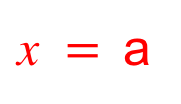 x = a